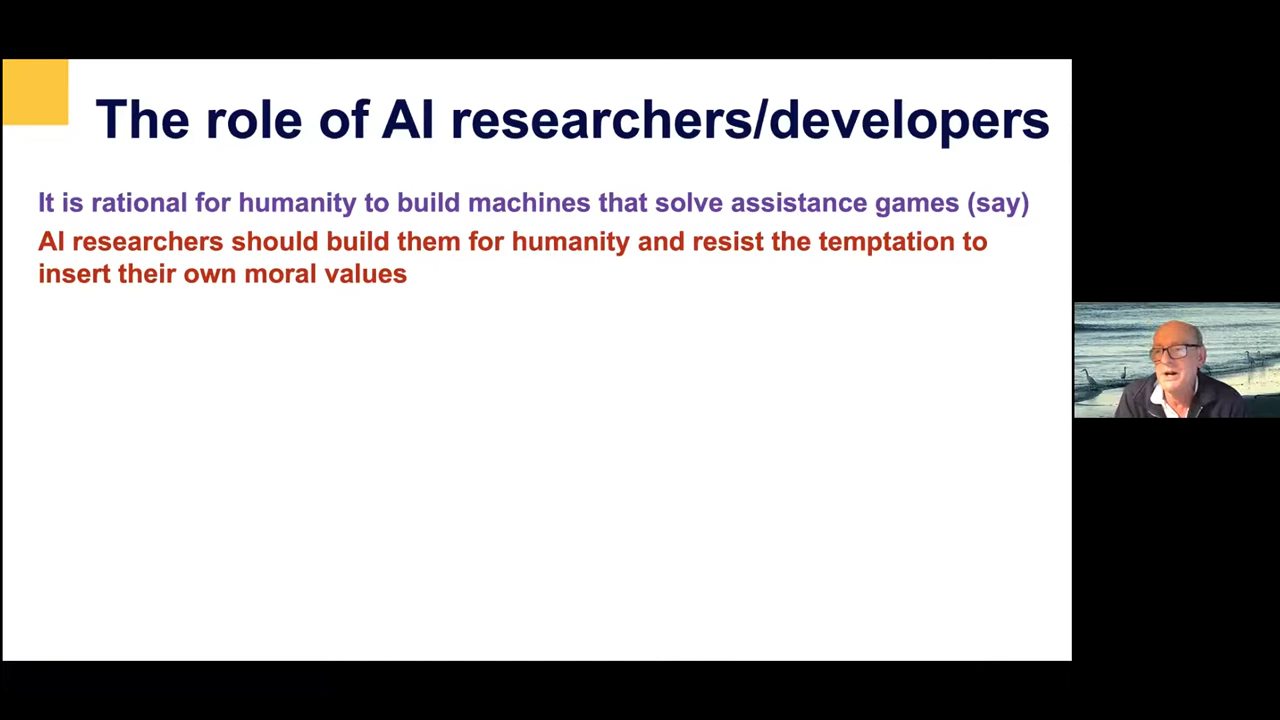 The role of AI researchers/developers
It is rational for humanity to build machines that solve assistance games (say)
AI researchers should build them for humanity and resist the temptation to
insert their own moral values